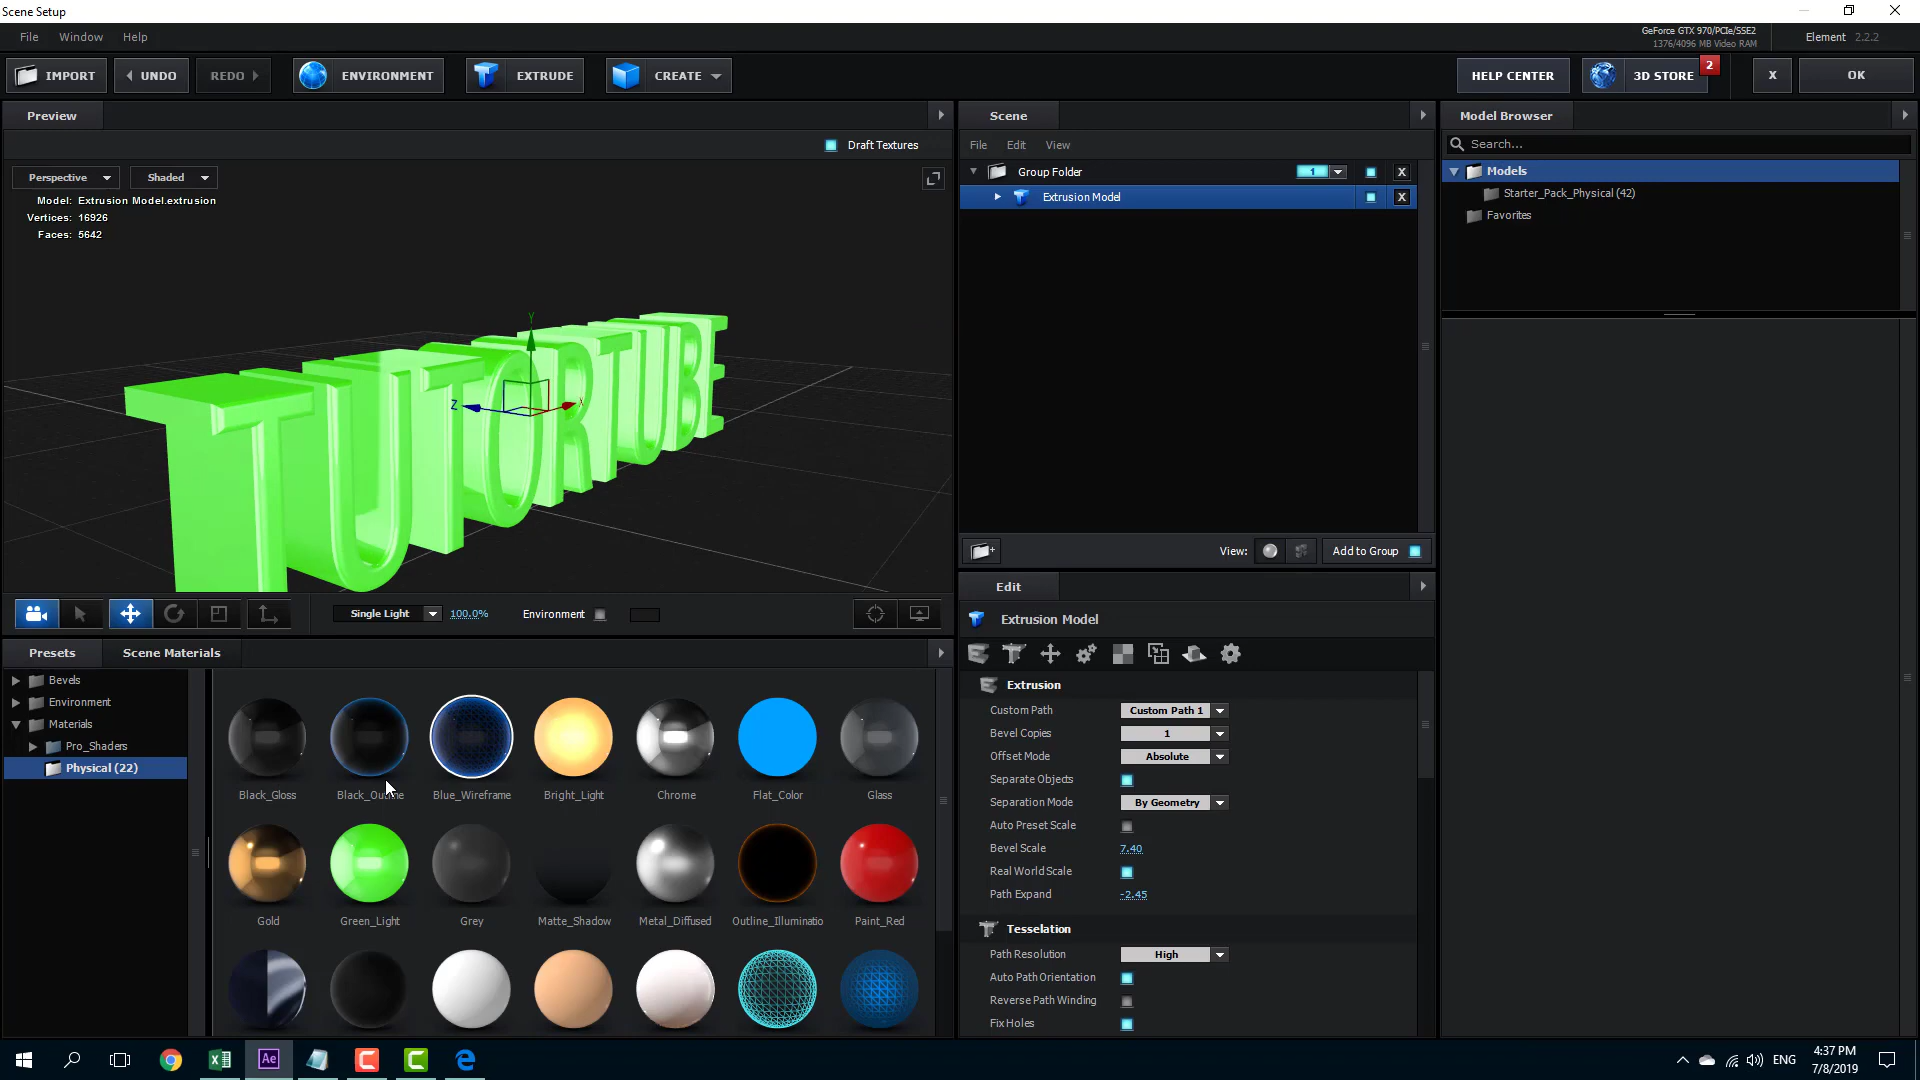 Scene Setup
File Window Help
GeForce GTX 970/PCIe/SSE2
1376/4096 MB Video RAM
Element 2.2.2
IMPORT UNDO REDO ENVIRONMENT EXTRUDE CREATE HELP CENTER 3D STORE 2 X OK
Preview
Draft Textures
Perspective Shaded
Model: Extrusion Model.extrusion
Vertices: 16926
Faces: 5642
TUTORTUBE
Y
Z
X
Single Light 100.0% Environment
Scene
File Edit View
Group Folder 1 X
Extrusion Model X
View: Add to Group
Model Browser
Search...
Models
Starter_Pack_Physical (42)
Favorites
Presets Scene Materials
Bevels
Environment
Materials
Pro_Shaders
Physical (22)
Black_Gloss Black_Outline Blue_Wireframe Bright_Light Chrome Flat_Color Glass
Gold Green_Light Grey Matte_Shadow Metal_Diffused Outline_Illuminatio Paint_Red
Edit
Extrusion Model
Extrusion
Custom Path Custom Path 1
Bevel Copies 1
Offset Mode Absolute
Separate Objects
Separation Mode By Geometry
Auto Preset Scale
Bevel Scale 7.40
Real World Scale
Path Expand -2.45
Tesselation
Path Resolution High
Auto Path Orientation
Reverse Path Winding
Fix Holes
Ae
ENG
4:37 PM
7/8/2019